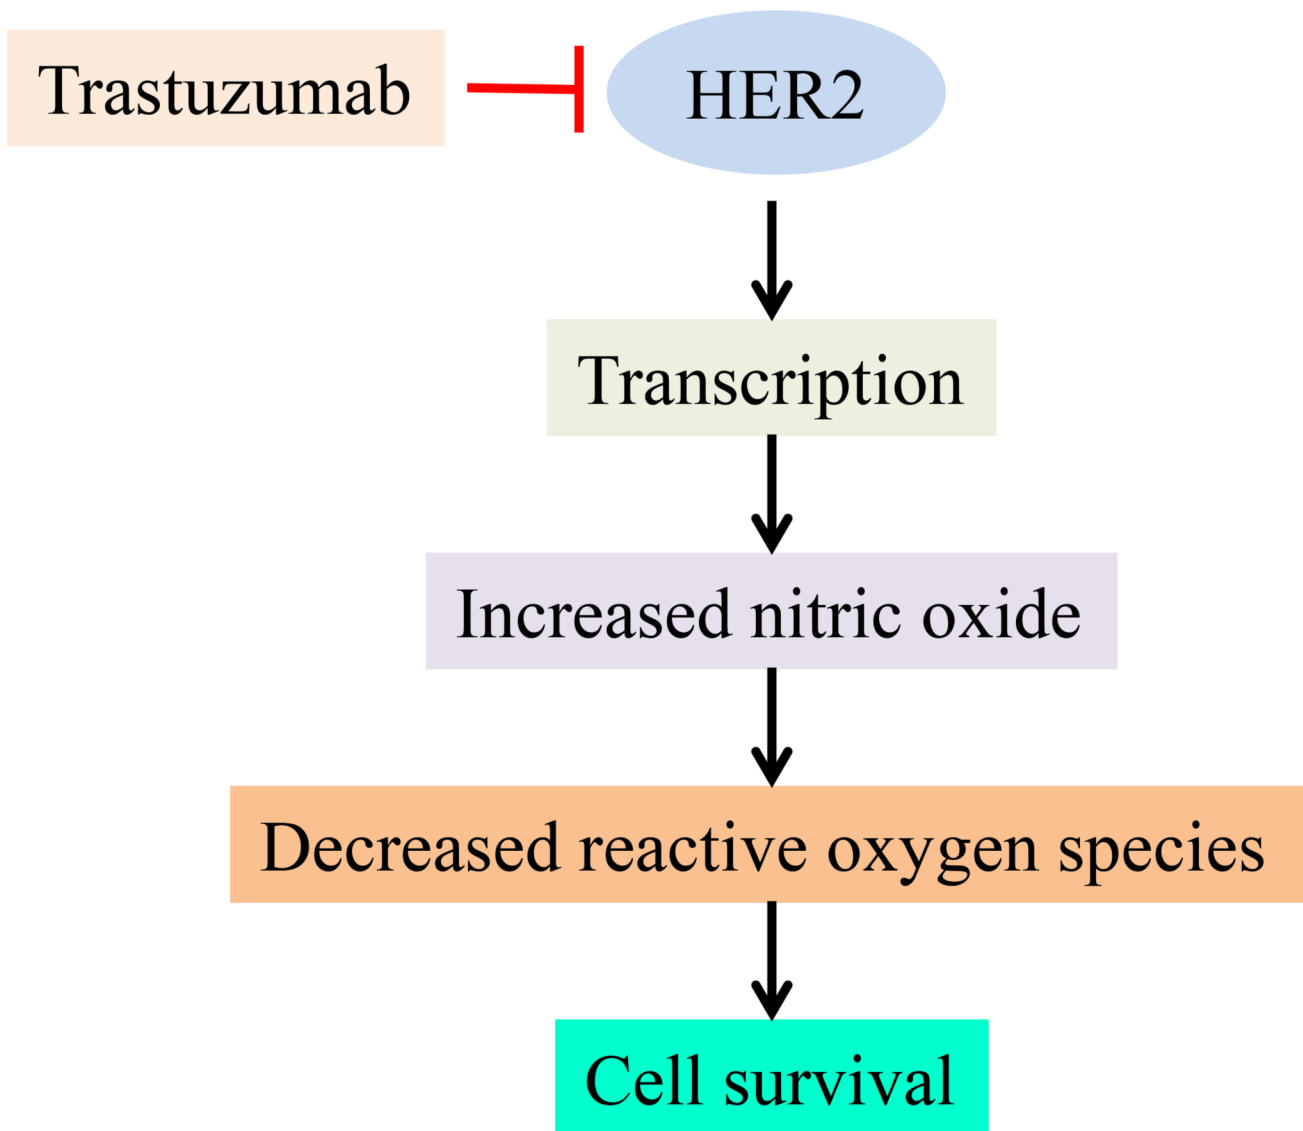 Trastuzumab
HER2
Transcription
Increased nitric oxide
Decreased reactive oxygen species
Cell survival